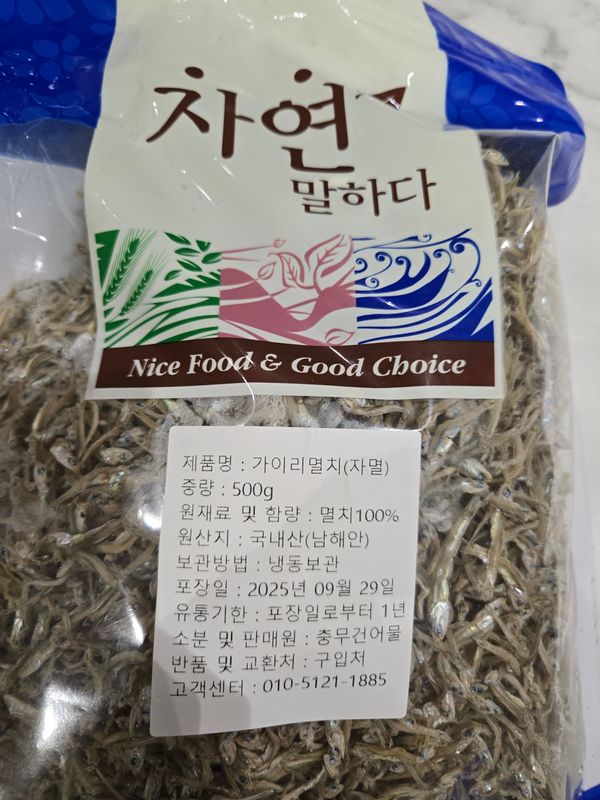 자연
말하다
Nice Food & Good Choice
제품명 : 가이리멸치(자멸)
중량 : 500g
원재료 및 함량 : 멸치100%
원산지 : 국내산(남해안)
보관방법 : 냉동보관
포장일 : 2025년 09월 29일
유통기한 : 포장일로부터 1년
소분 및 판매원 : 충무건어물
반품 및 교환처 : 구입처
고객센터 : 010-5121-1885